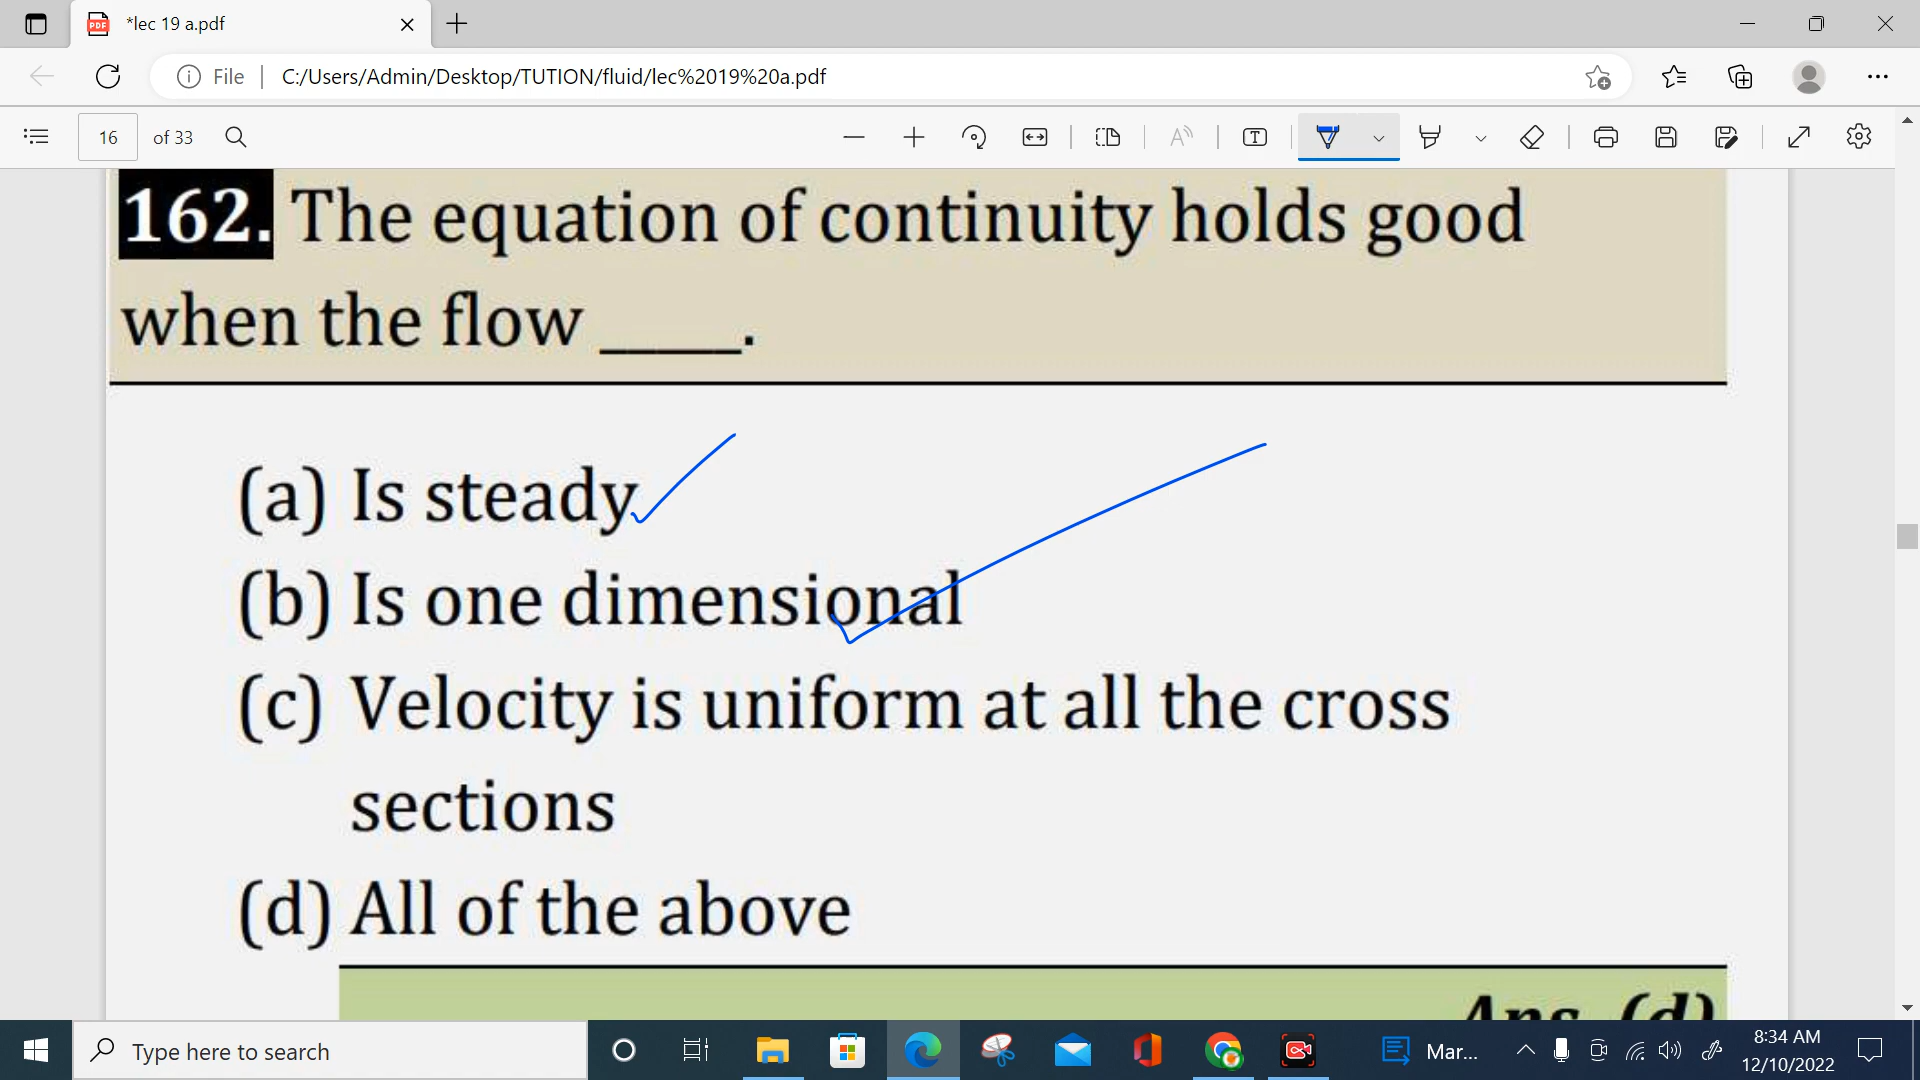 *lec 19 a.pdf
File
C:/Users/Admin/Desktop/TUTION/fluid/lec%2019%20a.pdf
16 of 33
162. The equation of continuity holds good
when the flow _____.
(a) Is steady
(b) Is one dimensional
(c) Velocity is uniform at all the cross
sections
(d) All of the above
Ans. (d)
Type here to search
Mar...
8:34 AM
12/10/2022